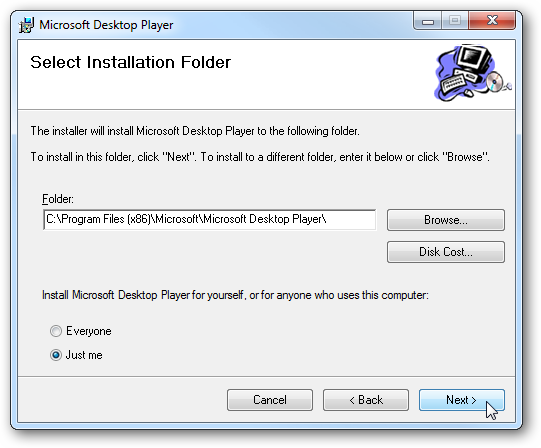 Microsoft Desktop Player
Select Installation Folder
The installer will install Microsoft Desktop Player to the following folder.
To install in this folder, click "Next". To install to a different folder, enter it below or click "Browse".
Folder:
C:\Program Files (x86)\Microsoft\Microsoft Desktop Player\
Browse...
Disk Cost...
Install Microsoft Desktop Player for yourself, or for anyone who uses this computer:
Everyone
Just me
Cancel
< Back
Next >